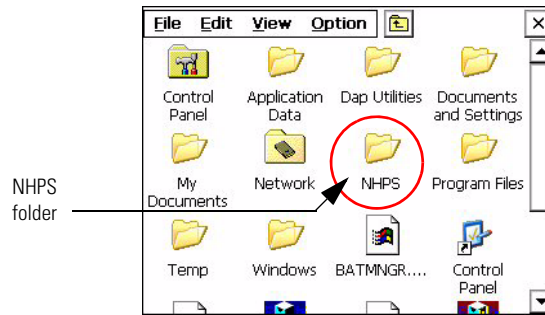 File Edit View Option
Control Panel
Application Data
Dap Utilities
Documents and Settings
My Documents
Network
NHPS
Program Files
NHPS folder
Temp
Windows
BATMNGR....
Control Panel